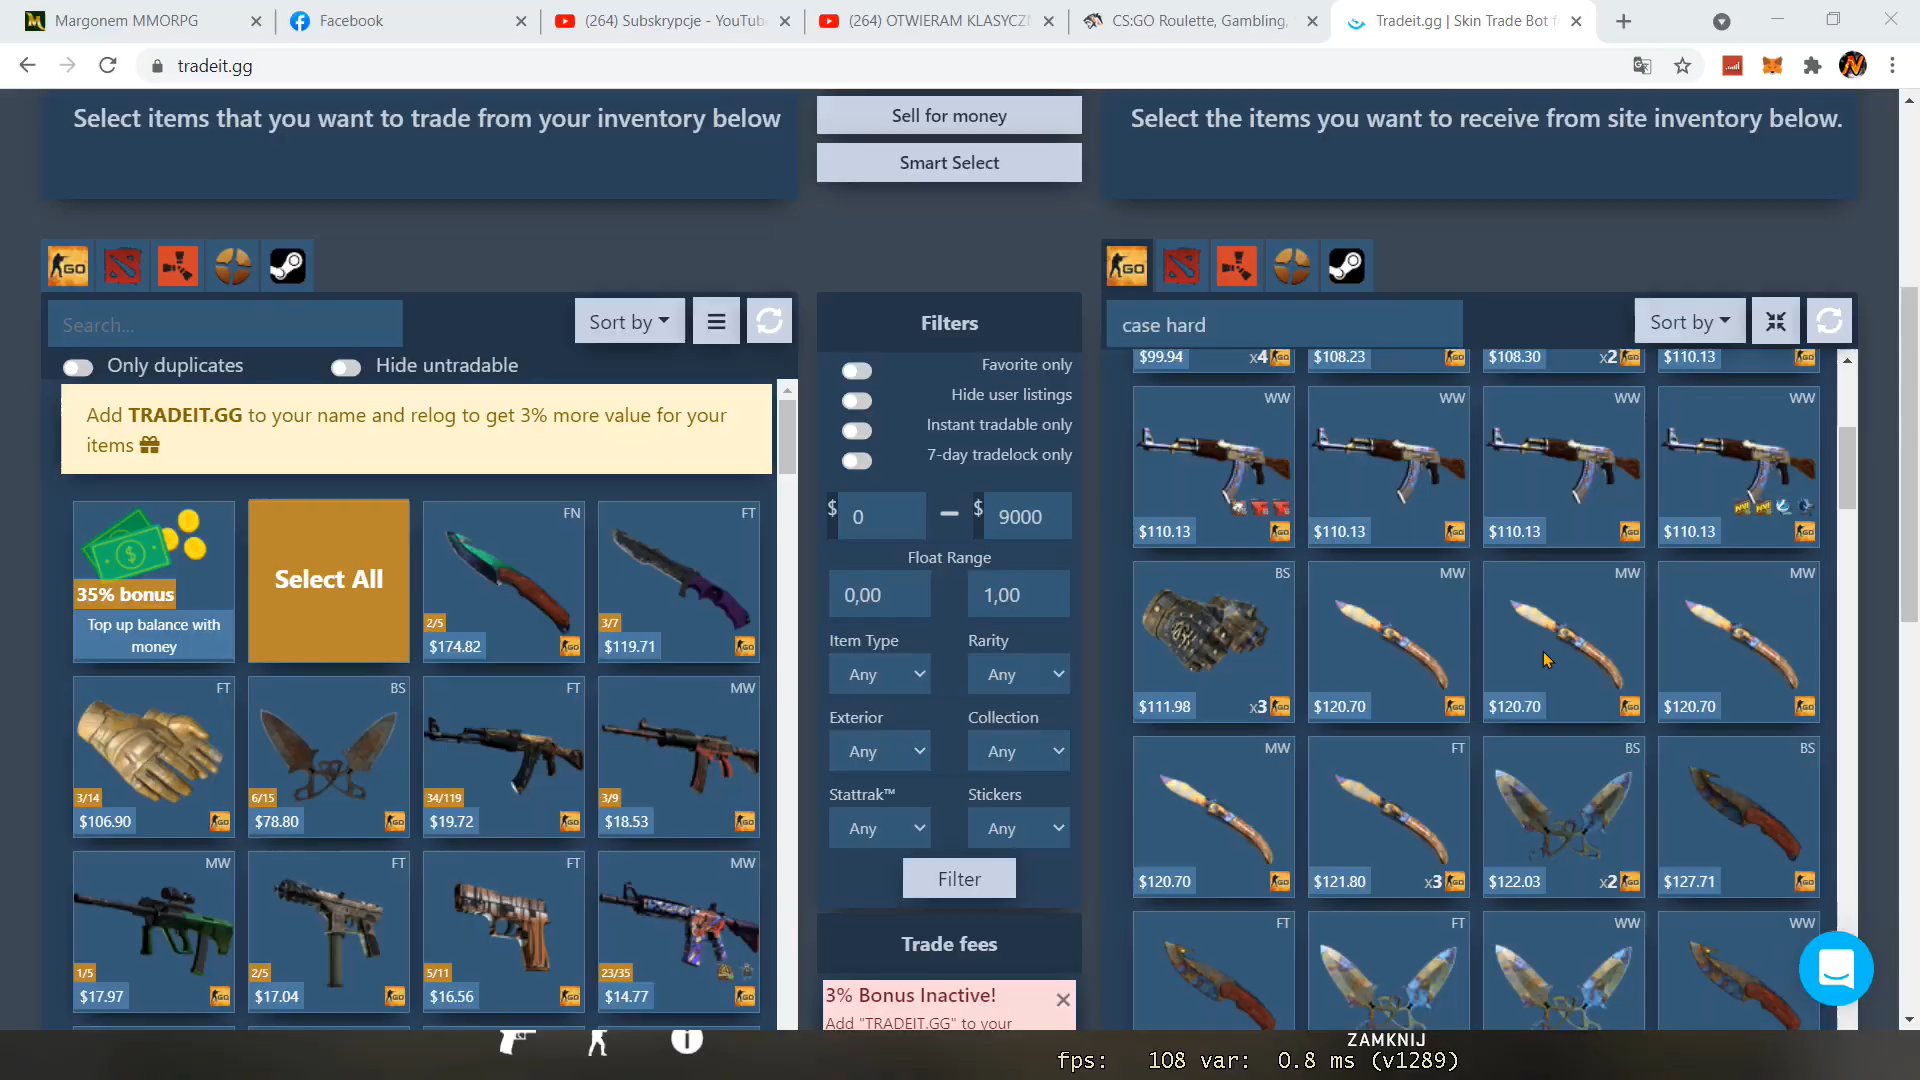 Margonem MMORPG
Facebook
(264) Subskrypcje - YouTube
(264) OTWIERAM KLASYCZN
CS:GO Roulette, Gambling,
Tradeit.gg | Skin Trade Bot f
tradeit.gg
Select items that you want to trade from your inventory below
Sell for money
Smart Select
Select the items you want to receive from site inventory below.
GO
GO
Search...
Sort by
Only duplicates
Hide untradable
Add TRADEIT.GG to your name and relog to get 3% more value for your
items
35% bonus
Top up balance with
money
Select All
FN
2/5
$174.82
FT
3/7
$119.71
FT
3/14
$106.90
BS
6/15
$78.80
FT
34/119
$19.72
MW
3/9
$18.53
MW
1/5
$17.97
FT
2/5
$17.04
FT
5/11
$16.56
MW
23/35
$14.77
Filters
Favorite only
Hide user listings
Instant tradable only
7-day tradelock only
$ 0 — $ 9000
Float Range
0,00 1,00
Item Type Rarity
Any Any
Exterior Collection
Any Any
Stattrak™ Stickers
Any Any
Filter
Trade fees
3% Bonus Inactive!
Add "TRADEIT.GG" to your
case hard
Sort by
$99.94 x4
$108.23
$108.30 x2
$110.13
WW
$110.13
WW
$110.13
WW
$110.13
WW
$110.13
BS
$111.98 x3
MW
$120.70
MW
$120.70
MW
$120.70
MW
$120.70
FT
$121.80 x3
BS
$122.03 x2
BS
$127.71
FT
FT
WW
WW
ZAMKNIJ
fps: 108 var: 0.8 ms (v1289)